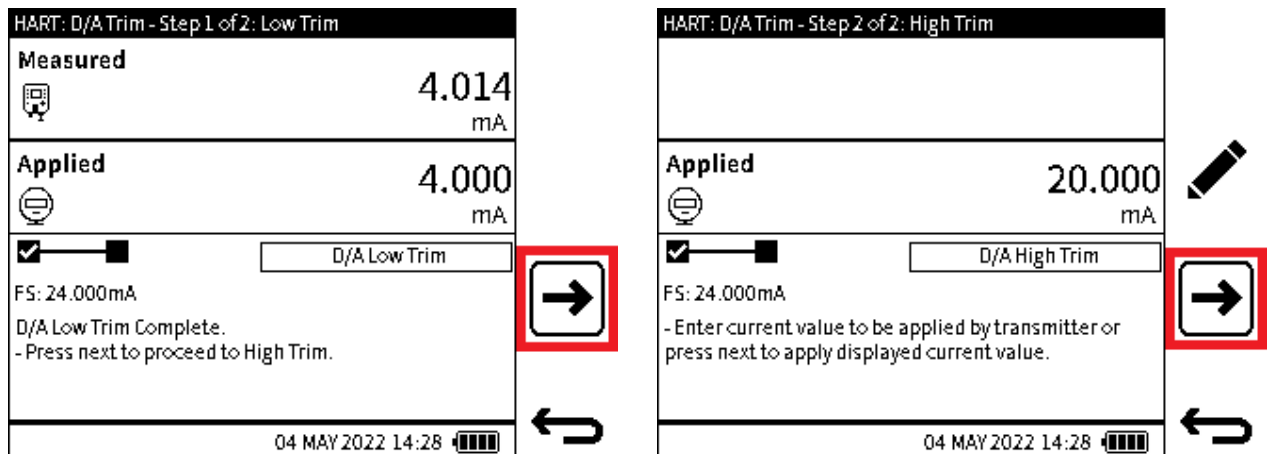 HART: D/A Trim - Step 1 of 2: Low Trim
Measured
4.014
mA
Applied
4.000
mA
D/A Low Trim
FS: 24.000mA
D/A Low Trim Complete.
- Press next to proceed to High Trim.
04 MAY 2022 14:28
HART: D/A Trim - Step 2 of 2: High Trim
Applied
20.000
mA
D/A High Trim
FS: 24.000mA
- Enter current value to be applied by transmitter or
press next to apply displayed current value.
04 MAY 2022 14:28